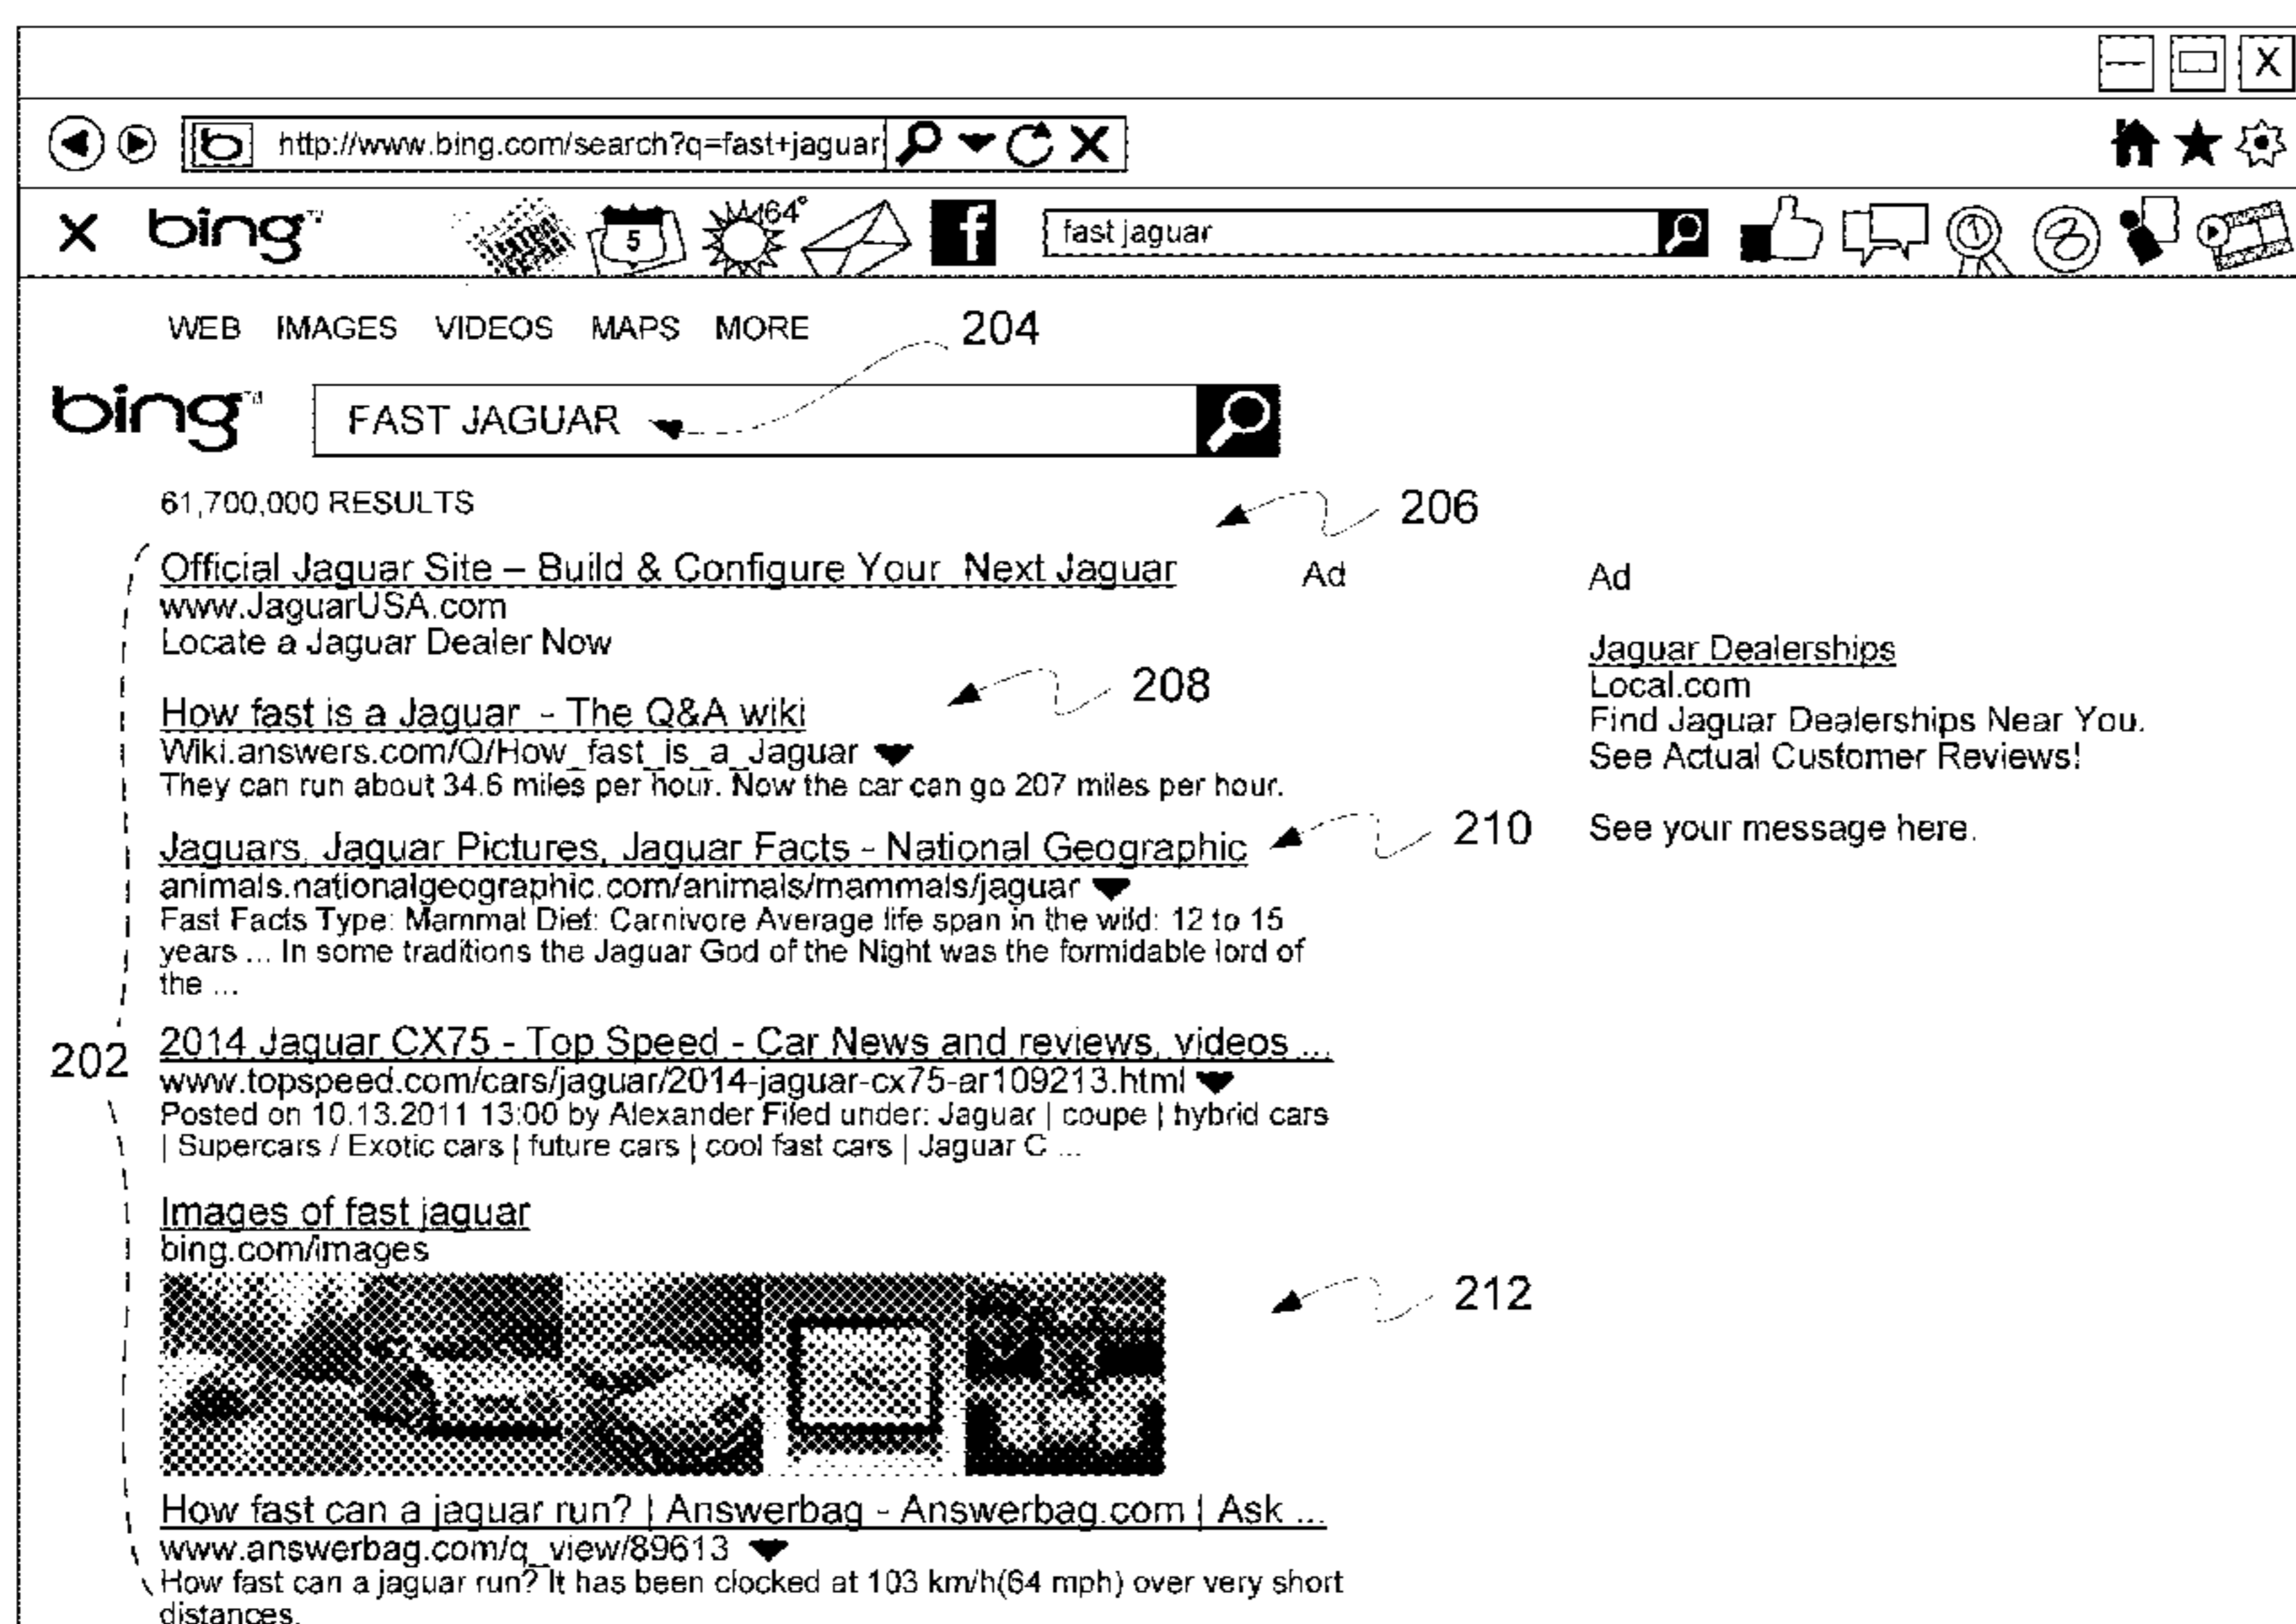 X
http://www.bing.com/search?q=fast+jaguar
X bing™ 5 64° f fast jaguar 1 8
WEB IMAGES VIDEOS MAPS MORE 204
bing™ FAST JAGUAR
61,700,000 RESULTS 206
Official Jaguar Site – Build & Configure Your Next Jaguar Ad
www.JaguarUSA.com
Locate a Jaguar Dealer Now
208
How fast is a Jaguar - The Q&A wiki
Wiki.answers.com/Q/How_fast_is_a_Jaguar
They can run about 34.6 miles per hour. Now the car can go 207 miles per hour.
210
Jaguars, Jaguar Pictures, Jaguar Facts - National Geographic
animals.nationalgeographic.com/animals/mammals/jaguar
Fast Facts Type: Mammal Diet: Carnivore Average life span in the wild: 12 to 15
years ... In some traditions the Jaguar God of the Night was the formidable lord of
the ...
202
2014 Jaguar CX75 - Top Speed - Car News and reviews, videos ...
www.topspeed.com/cars/jaguar/2014-jaguar-cx75-ar109213.html
Posted on 10.13.2011 13:00 by Alexander Filed under: Jaguar | coupe | hybrid cars
| Supercars / Exotic cars | future cars | cool fast cars | Jaguar C ...
Images of fast jaguar
bing.com/images
212
How fast can a jaguar run? | Answerbag - Answerbag.com | Ask ...
www.answerbag.com/q_view/89613
How fast can a jaguar run? It has been clocked at 103 km/h(64 mph) over very short
distances.
Ad
Jaguar Dealerships
Local.com
Find Jaguar Dealerships Near You.
See Actual Customer Reviews!
See your message here.